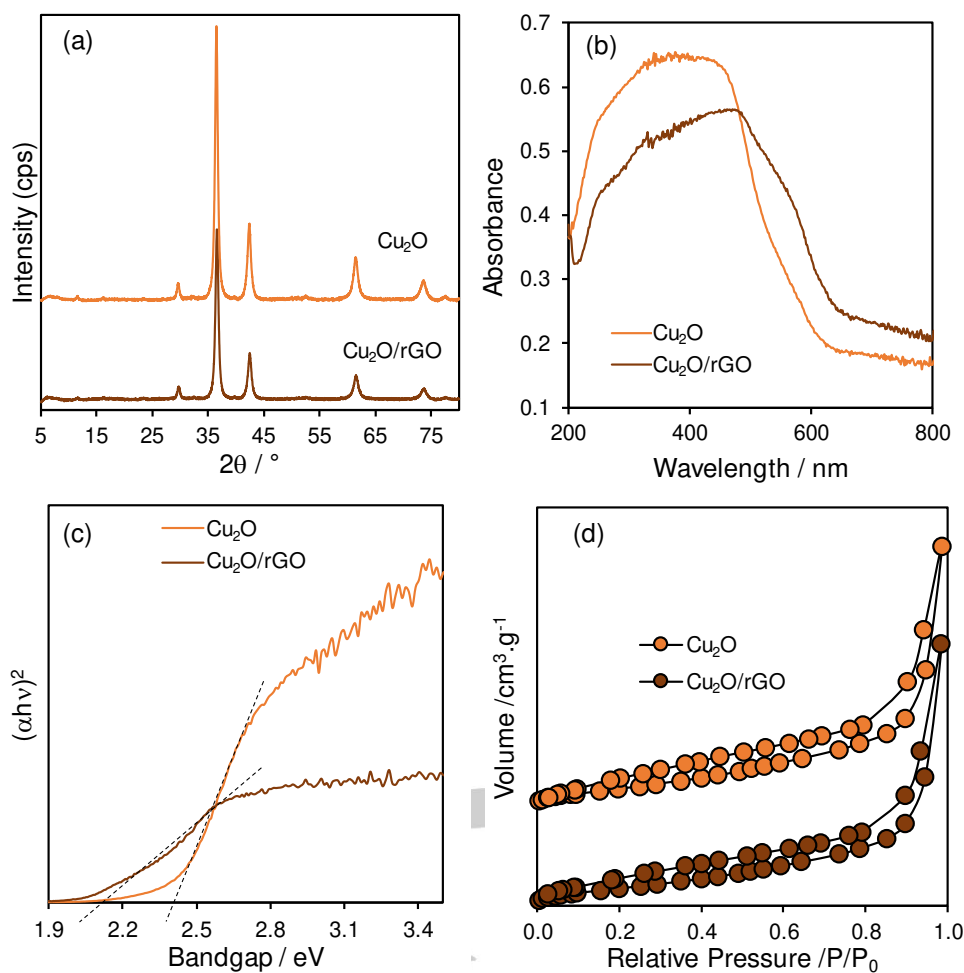 (a)
Intensity (cps)
Cu₂O
Cu₂O/rGO
5 15 25 35 45 55 65 75
2θ / °
(b)
Absorbance
0.7
0.6
0.5
0.4
0.3
0.2
0.1
Cu₂O
Cu₂O/rGO
200 400 600 800
Wavelength / nm
(c)
Cu₂O
Cu₂O/rGO
(αhν)²
1.9 2.2 2.5 2.8 3.1 3.4
Bandgap / eV
(d)
Cu₂O
Cu₂O/rGO
Volume /cm³.g⁻¹
0.0 0.2 0.4 0.6 0.8 1.0
Relative Pressure /P/P₀